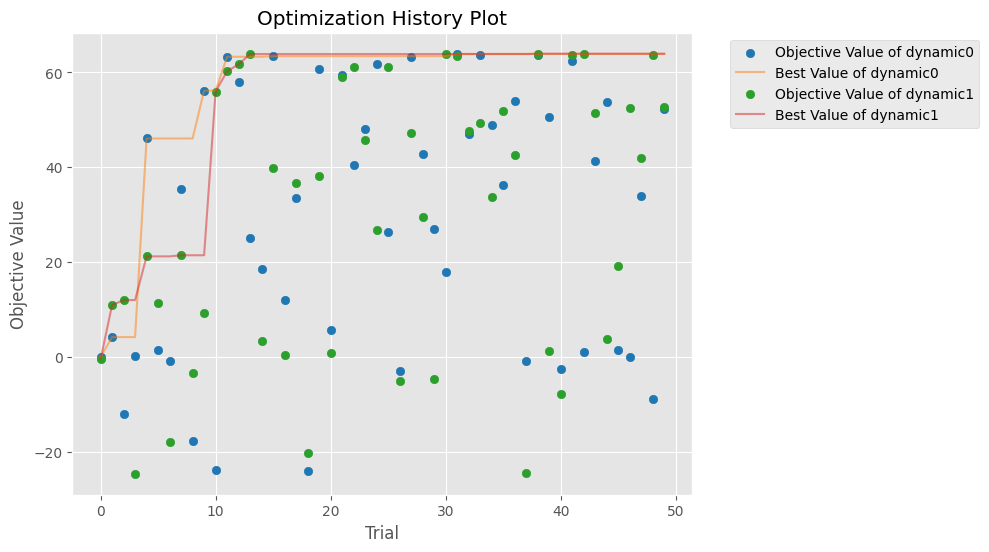 Optimization History Plot
Objective Value of dynamic0
Best Value of dynamic0
Objective Value of dynamic1
Best Value of dynamic1
Objective Value
60
40
20
0
−20
0 10 20 30 40 50
Trial